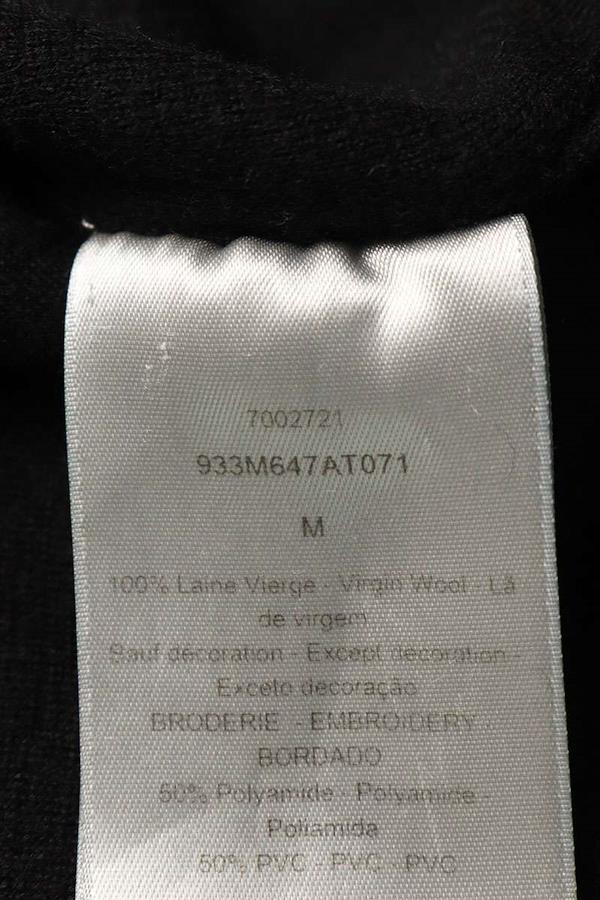 7002721
933M647AT071
M
100% Laine Vierge - Virgin Wool - Lã
de virgem
Sauf décoration - Except decoration -
Exceto decoração
BRODERIE - EMBROIDERY
BORDADO
50% Polyamide - Polyamide -
Poliamida
50% PVC - PVC - PVC